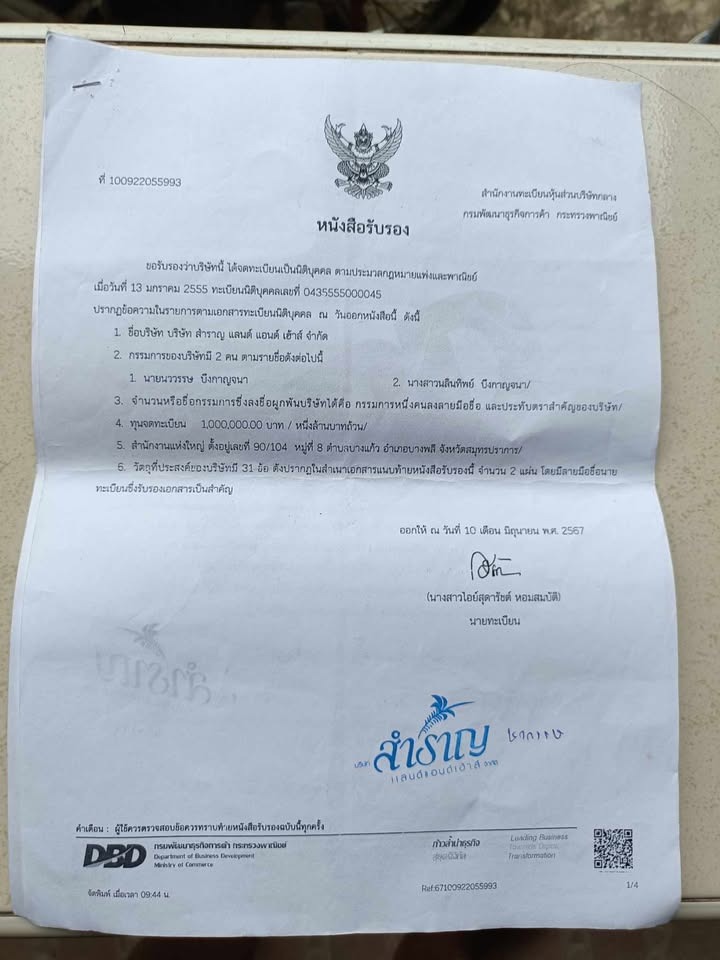 ที่ 100922055993
สำนักงานทะเบียนหุ้นส่วนบริษัทกลาง
กรมพัฒนาธุรกิจการค้า กระทรวงพาณิชย์
หนังสือรับรอง
ขอรับรองว่าบริษัทนี้ ได้จดทะเบียนเป็นนิติบุคคล ตามประมวลกฎหมายแพ่งและพาณิชย์
เมื่อวันที่ 13 มกราคม 2555 ทะเบียนนิติบุคคลเลขที่ 0435555000045
ปรากฏข้อความในรายการตามเอกสารทะเบียนนิติบุคคล ณ วันออกหนังสือนี้ ดังนี้
1. ชื่อบริษัท บริษัท สำราญ แลนด์ แอนด์ เฮ้าส์ จำกัด
2. กรรมการของบริษัทมี 2 คน ตามรายชื่อดังต่อไปนี้
1. นายนววรรษ บึงกาญจนา 2. นางสาวนลินทิพย์ บึงกาญจนา/
3. จำนวนหรือชื่อกรรมการซึ่งลงชื่อผูกพันบริษัทได้คือ กรรมการหนึ่งคนลงลายมือชื่อ และประทับตราสำคัญของบริษัท/
4. ทุนจดทะเบียน 1,000,000.00 บาท / หนึ่งล้านบาทถ้วน/
5. สำนักงานแห่งใหญ่ ตั้งอยู่เลขที่ 90/104 หมู่ที่ 8 ตำบลบางแก้ว อำเภอบางพลี จังหวัดสมุทรปราการ/
6. วัตถุที่ประสงค์ของบริษัทมี 31 ข้อ ดังปรากฏในสำเนาเอกสารแนบท้ายหนังสือรับรองนี้ จำนวน 2 แผ่น โดยมีลายมือชื่อนาย
ทะเบียนซึ่งรับรองเอกสารเป็นสำคัญ
ออกให้ ณ วันที่ 10 เดือน มิถุนายน พ.ศ. 2567
(นางสาวไอย์สุดารัชต์ หอมสมบัติ)
นายทะเบียน
สำราญ
บริษัท แลนด์แอนด์เฮ้าส์ จำกัด
คำเตือน : ผู้ใช้ควรตรวจสอบข้อควรทราบท้ายหนังสือรับรองฉบับนี้ทุกครั้ง
DBD กรมพัฒนาธุรกิจการค้า กระทรวงพาณิชย์
Department of Business Development
Ministry of Commerce
ก้าวล้ำนำธุรกิจ
Leading Business
Towards Digital
Transformation
จัดพิมพ์ เมื่อเวลา 09:44 น.
Ref:67100922055993
1/4